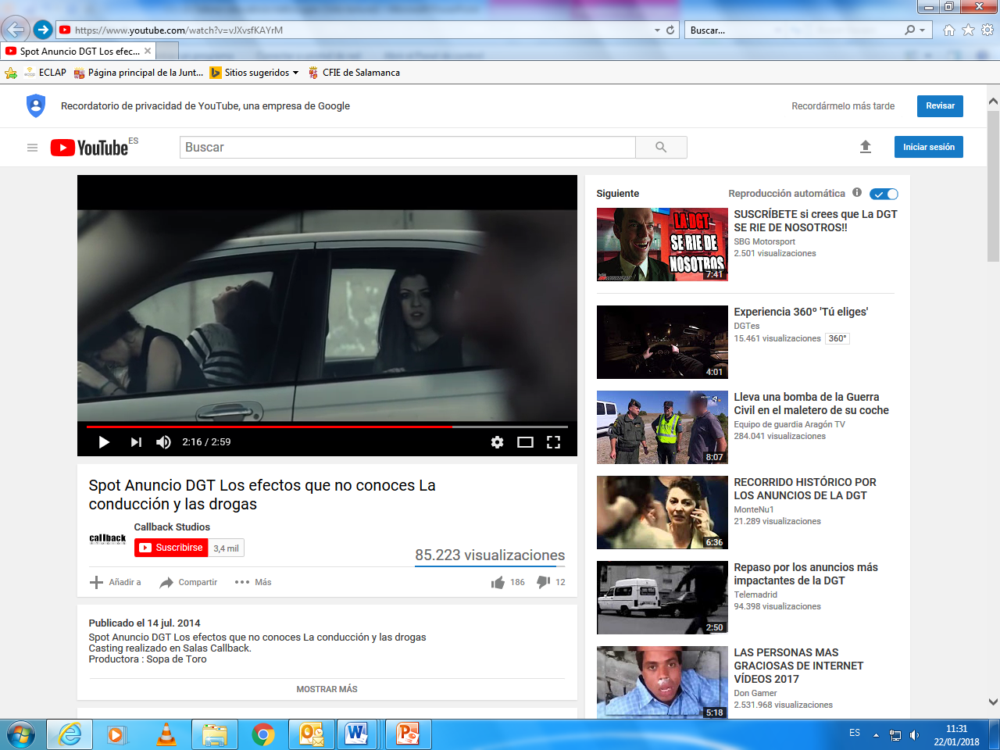 https://www.youtube.com/watch?v=vJXvsfKAYrM
Buscar...
Spot Anuncio DGT Los efec...
ECLAP
Página principal de la Junt...
Sitios sugeridos
CFIE de Salamanca
Recordatorio de privacidad de YouTube, una empresa de Google
Recordármelo más tarde
Revisar
YouTube ES
Buscar
Iniciar sesión
2:16 / 2:59
Spot Anuncio DGT Los efectos que no conoces La
conducción y las drogas
callback
Callback Studios
Suscribirse
3,4 mil
85.223 visualizaciones
Añadir a
Compartir
Más
186
12
Publicado el 14 jul. 2014
Spot Anuncio DGT Los efectos que no conoces La conducción y las drogas
Casting realizado en Salas Callback.
Productora : Sopa de Toro
MOSTRAR MÁS
Siguiente
Reproducción automática
LA DGT
SE RIE DE
NOSOTROS
7:41
SUSCRÍBETE si crees que La DGT
SE RIE DE NOSOTROS!!
SBG Motorsport
2.501 visualizaciones
4:01
Experiencia 360º 'Tú eliges'
DGTes
15.461 visualizaciones
360°
8:07
Lleva una bomba de la Guerra
Civil en el maletero de su coche
Equipo de guardia Aragón TV
284.041 visualizaciones
6:36
RECORRIDO HISTÓRICO POR
LOS ANUNCIOS DE LA DGT
MonteNu1
21.289 visualizaciones
2:50
Repaso por los anuncios más
impactantes de la DGT
Telemadrid
94.398 visualizaciones
5:18
LAS PERSONAS MAS
GRACIOSAS DE INTERNET
VÍDEOS 2017
Don Gamer
2.531.968 visualizaciones
ES
11:31
22/01/2018